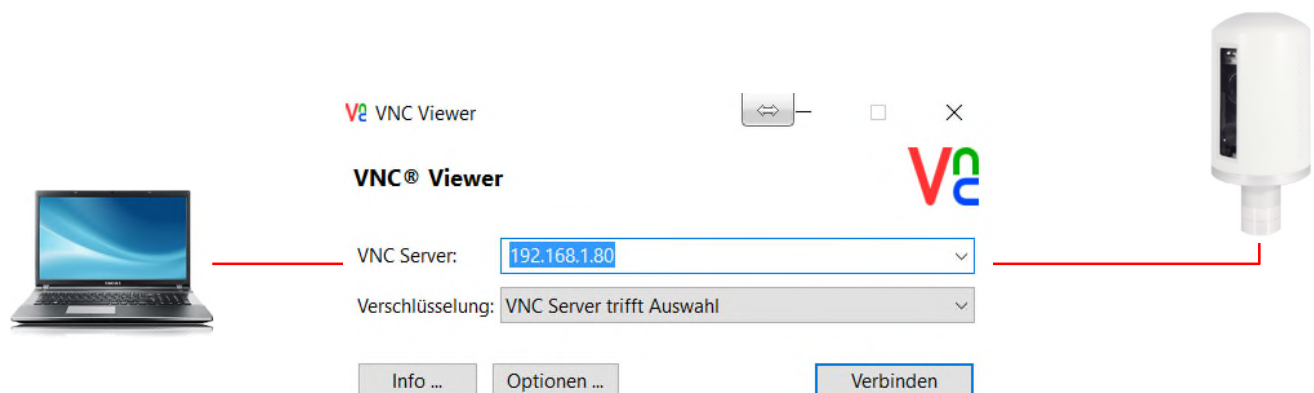 VNC Viewer
VNC® Viewer
VNC Server: 192.168.1.80
Verschlüsselung: VNC Server trifft Auswahl
Info ... Optionen ... Verbinden